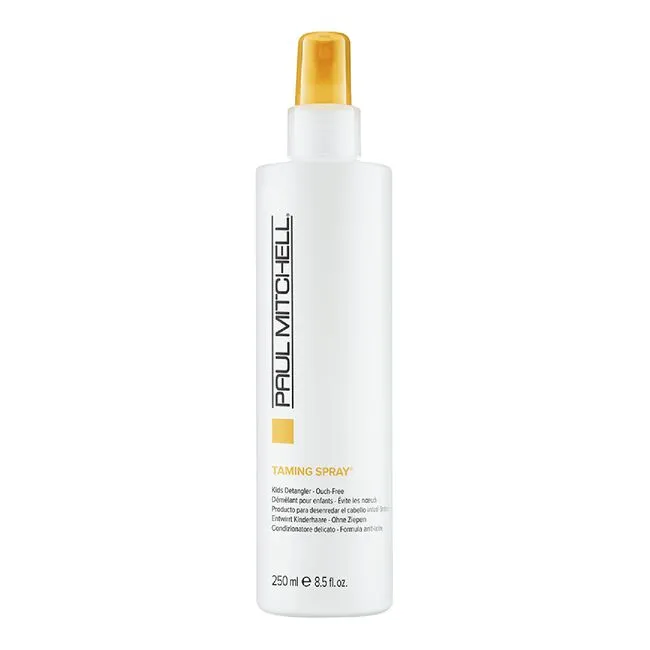 PAUL MITCHELL®
TAMING SPRAY®
Kids Detangler - Ouch-Free
Démêlant pour enfants - Évite les nœuds
Producto para desenredar el cabello infantil
Entwirrt Kinderhaare - Ohne Ziepen
Condizionatore delicato - Formula
250 ml ℮ 8.5 fl. oz.